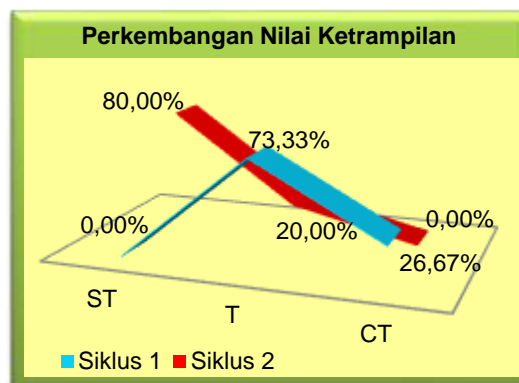 Perkembangan Nilai Ketrampilan
80,00%
73,33%
0,00%
20,00%
0,00%
26,67%
ST
T
CT
Siklus 1 Siklus 2